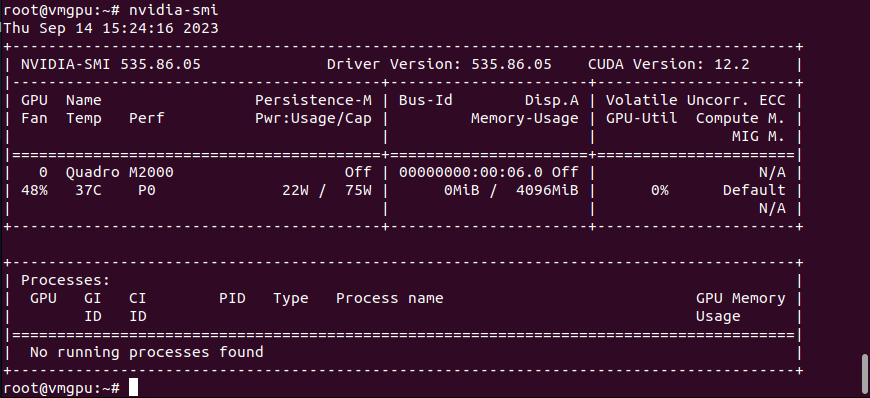 root@vmgpu:~# nvidia-smi
Thu Sep 14 15:24:16 2023
+---------------------------------------------------------------------------------------+
| NVIDIA-SMI 535.86.05              Driver Version: 535.86.05    CUDA Version: 12.2     |
|-----------------------------------------+----------------------+----------------------+
| GPU  Name                 Persistence-M | Bus-Id        Disp.A | Volatile Uncorr. ECC |
| Fan  Temp   Perf          Pwr:Usage/Cap |         Memory-Usage | GPU-Util  Compute M. |
|                                         |                      |               MIG M. |
|=========================================+======================+======================|
|   0  Quadro M2000                   Off | 00000000:00:06.0 Off |                  N/A |
| 48%   37C    P0              22W /  75W |      0MiB /  4096MiB |      0%      Default |
|                                         |                      |                  N/A |
+-----------------------------------------+----------------------+----------------------+

+---------------------------------------------------------------------------------------+
| Processes:                                                                            |
|  GPU   GI   CI        PID   Type   Process name                            GPU Memory |
|        ID   ID                                                             Usage      |
|=======================================================================================|
|  No running processes found                                                           |
+---------------------------------------------------------------------------------------+
root@vmgpu:~#